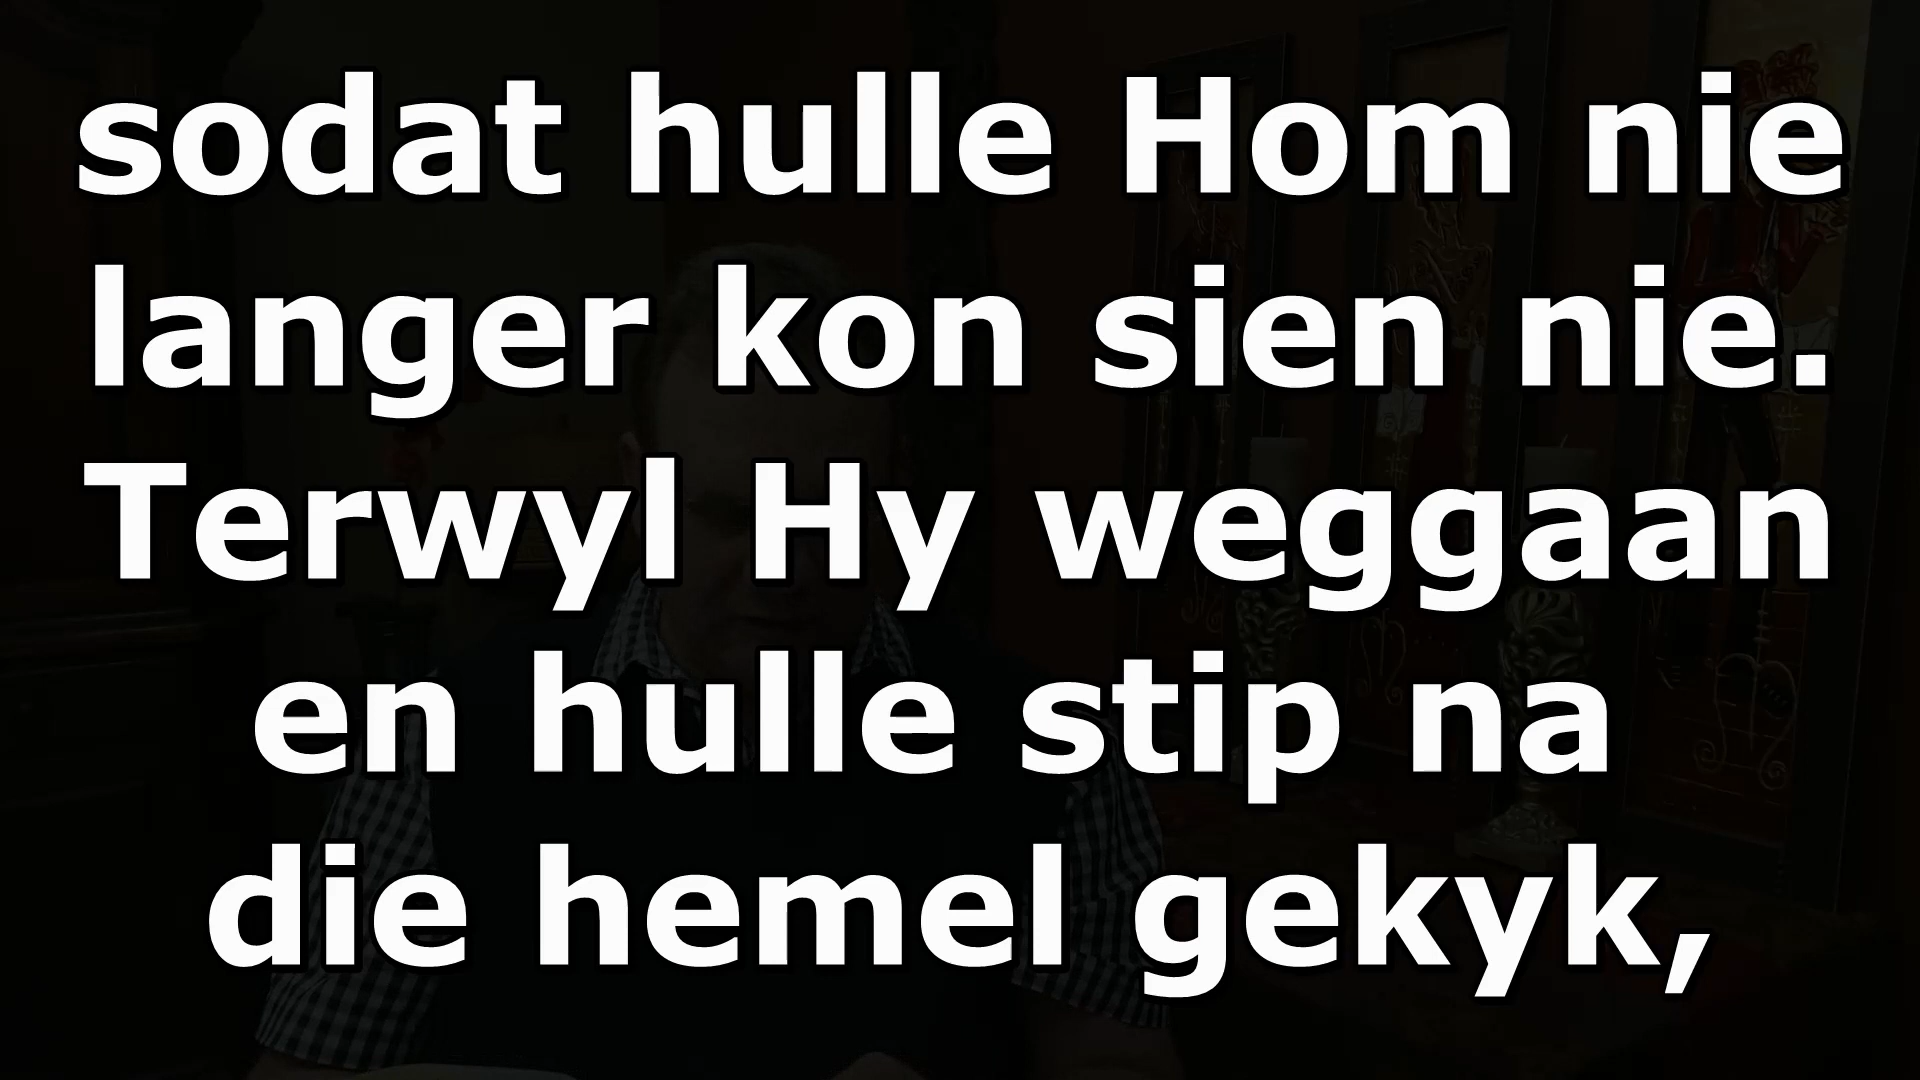 sodat hulle Hom nie
langer kon sien nie.
Terwyl Hy weggaan
en hulle stip na
die hemel gekyk,